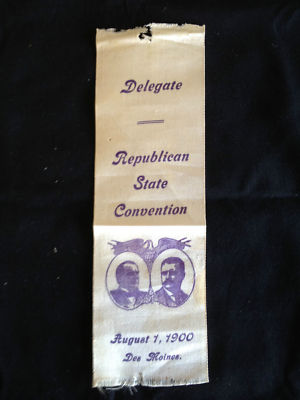 Delegate
Republican
State
Convention
August 1, 1900
Des Moines.